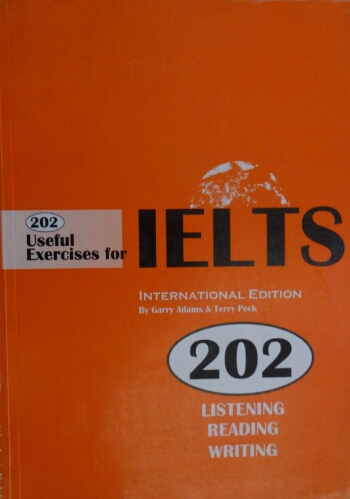 202
Useful
Exercises for
IELTS
INTERNATIONAL EDITION
By Garry Adams & Terry Peck
202
LISTENING
READING
WRITING